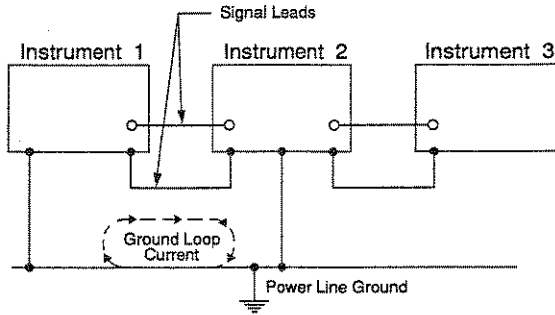 Signal Leads
Instrument 1
Instrument 2
Instrument 3
Ground Loop
Current
Power Line Ground